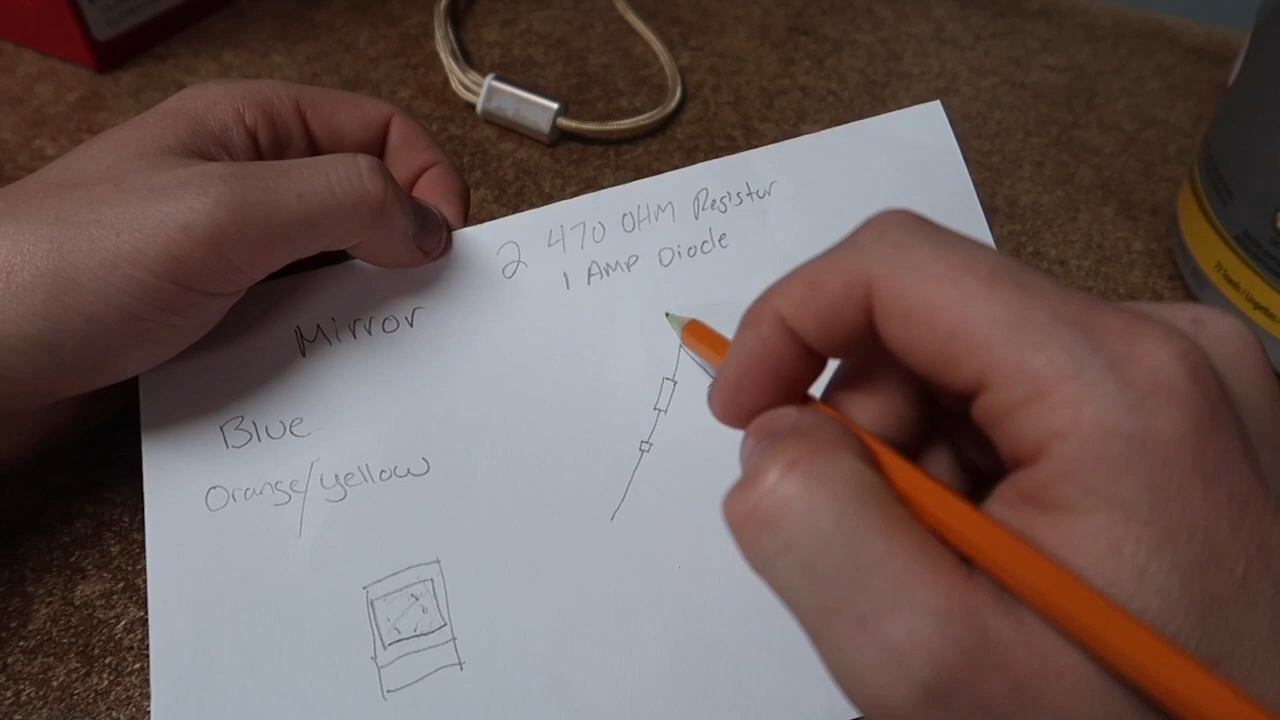 2 470 OHM Resistor
1 AMP Diode
Mirror
Blue
Orange/yellow